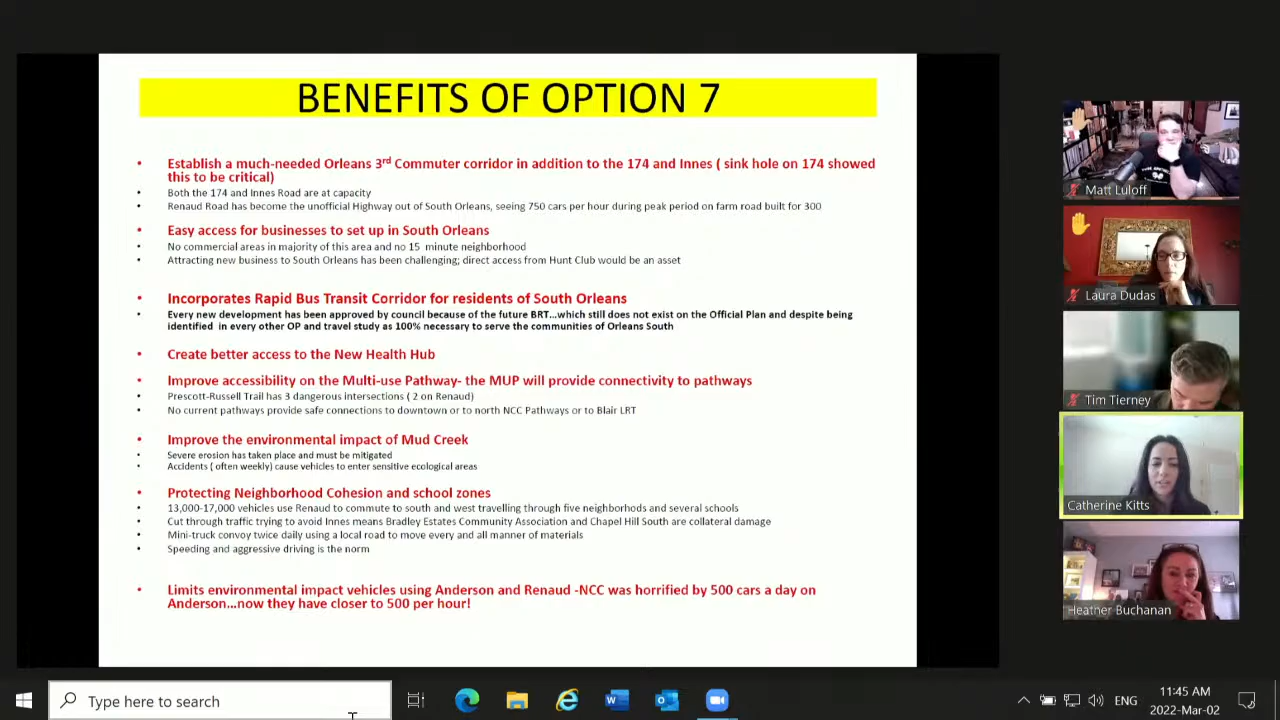 BENEFITS OF OPTION 7
• Establish a much-needed Orleans 3rd Commuter corridor in addition to the 174 and Innes ( sink hole on 174 showed
this to be critical)
• Both the 174 and Innes Road are at capacity
• Renaud Road has become the unofficial Highway out of South Orleans, seeing 750 cars per hour during peak period on farm road built for 300
• Easy access for businesses to set up in South Orleans
• No commercial areas in majority of this area and no 15 minute neighborhood
• Attracting new business to South Orleans has been challenging; direct access from Hunt Club would be an asset
• Incorporates Rapid Bus Transit Corridor for residents of South Orleans
• Every new development has been approved by council because of the future BRT...which still does not exist on the Official Plan and despite being
identified in every other OP and travel study as 100% necessary to serve the communities of Orleans South
• Create better access to the New Health Hub
• Improve accessibility on the Multi-use Pathway- the MUP will provide connectivity to pathways
• Prescott-Russell Trail has 3 dangerous intersections ( 2 on Renaud)
• No current pathways provide safe connections to downtown or to north NCC Pathways or to Blair LRT
• Improve the environmental impact of Mud Creek
• Severe erosion has taken place and must be mitigated
• Accidents ( often weekly) cause vehicles to enter sensitive ecological areas
• Protecting Neighborhood Cohesion and school zones
• 13,000-17,000 vehicles use Renaud to commute to south and west travelling through five neighborhods and several schools
• Cut through traffic trying to avoid Innes means Bradley Estates Community Association and Chapel Hill South are collateral damage
• Mini-truck convoy twice daily using a local road to move every and all manner of materials
• Speeding and aggressive driving is the norm
• Limits environmental impact vehicles using Anderson and Renaud -NCC was horrified by 500 cars a day on
Anderson...now they have closer to 500 per hour!
Matt Luloff
Laura Dudas
Tim Tierney
Catherine Kitts
Heather Buchanan
Type here to search
ENG
11:45 AM
2022-Mar-02